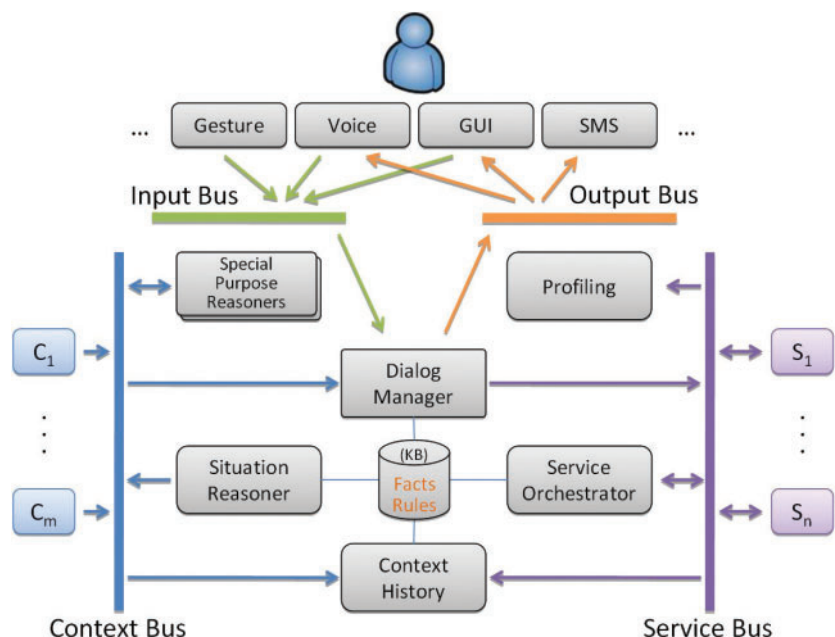 ...
Gesture
Voice
GUI
SMS
...
Input Bus
Output Bus
Special
Purpose
Reasoners
Profiling
C1
S1
Dialog
Manager
Situation
Reasoner
(KB)
Facts
Rules
Service
Orchestrator
Cm
Sn
Context
History
Context Bus
Service Bus